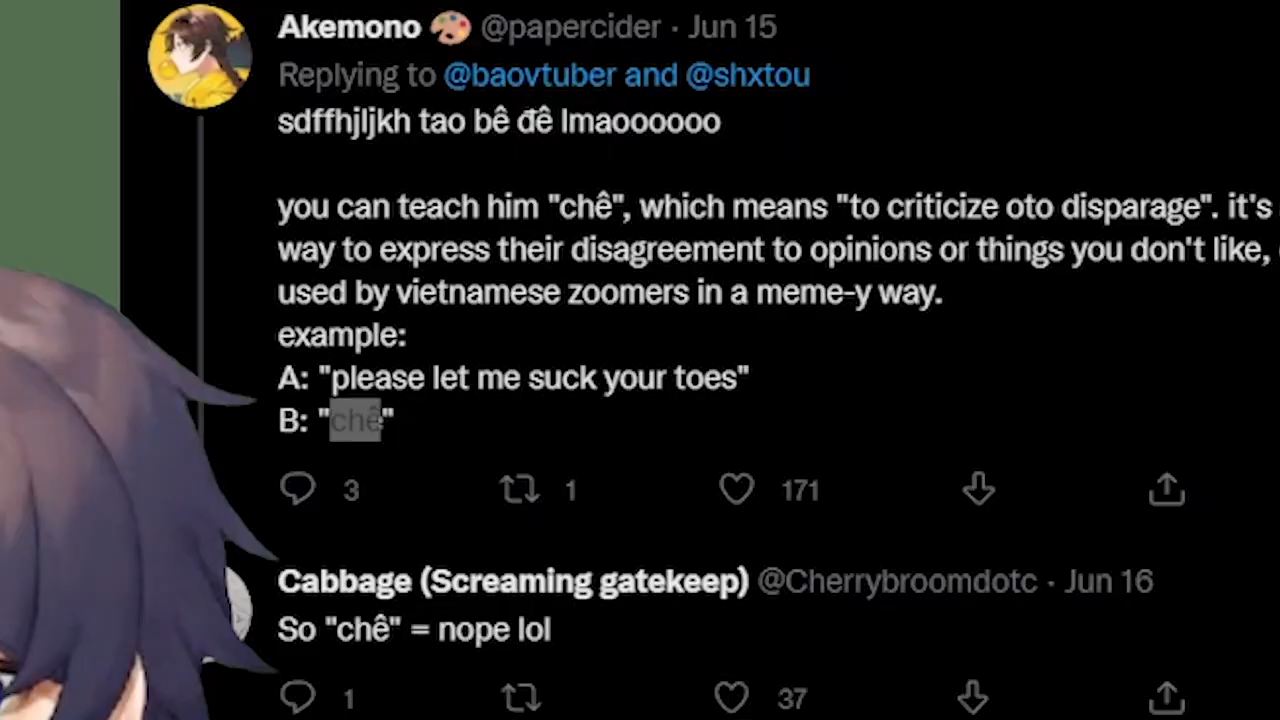 Akemono 🎨 @papercider · Jun 15
Replying to @baovtuber and @shxtou
sdffhjljkh tao bê đê lmaoooooo
you can teach him "chê", which means "to criticize oto disparage". it's
way to express their disagreement to opinions or things you don't like,
used by vietnamese zoomers in a meme-y way.
example:
A: "please let me suck your toes"
B: "chê"
3 1 171
Cabbage (Screaming gatekeep) @Cherrybroomdotc · Jun 16
So "chê" = nope lol
1 37